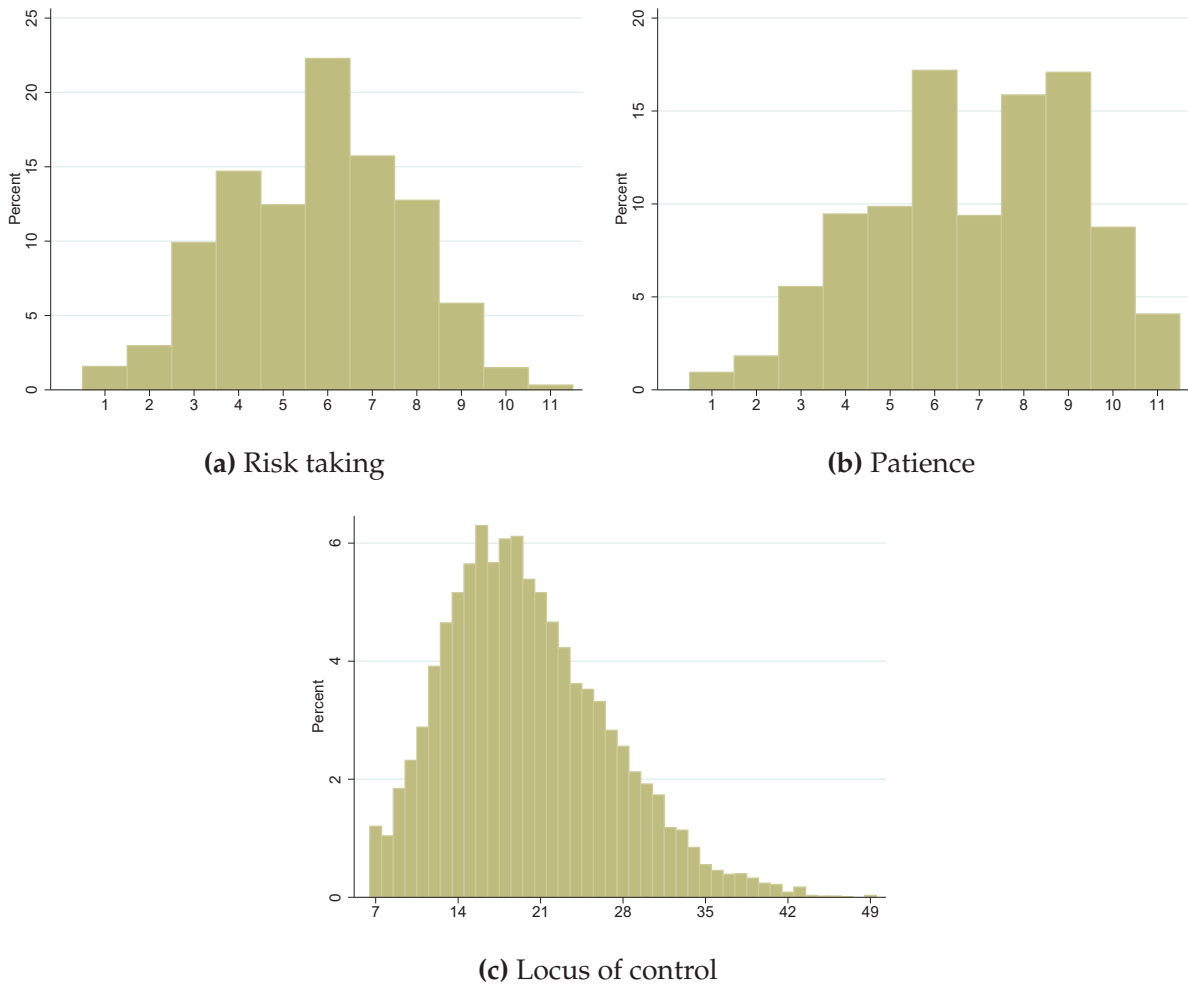 25
20
15
10
5
0
Percent
1 2 3 4 5 6 7 8 9 10 11
(a) Risk taking
20
15
10
5
0
Percent
1 2 3 4 5 6 7 8 9 10 11
(b) Patience
6
4
2
0
Percent
7 14 21 28 35 42 49
(c) Locus of control